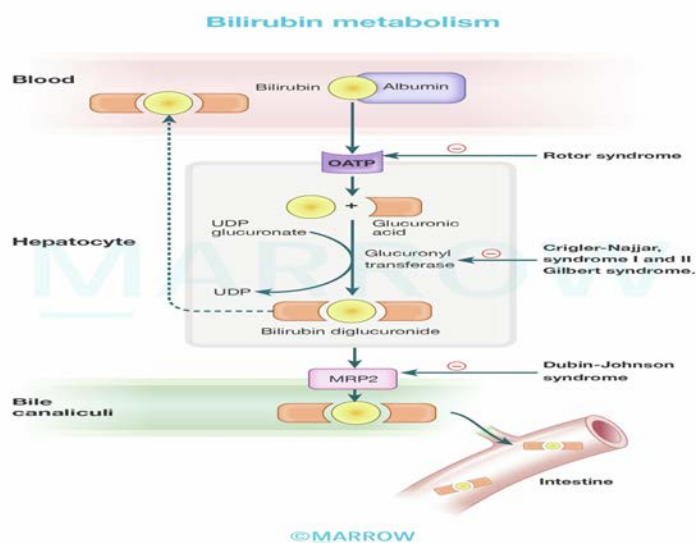 Bilirubin metabolism
Blood
Bilirubin
Albumin
OATP
Rotor syndrome
+
UDP
glucuronate
Glucuronic
acid
Hepatocyte
Glucuronyl
transferase
Crigler-Najjar,
syndrome I and II
Gilbert syndrome.
MARROW
UDP
Bilirubin diglucuronide
MRP2
Dubin-Johnson
syndrome
Bile
canaliculi
Intestine
©MARROW